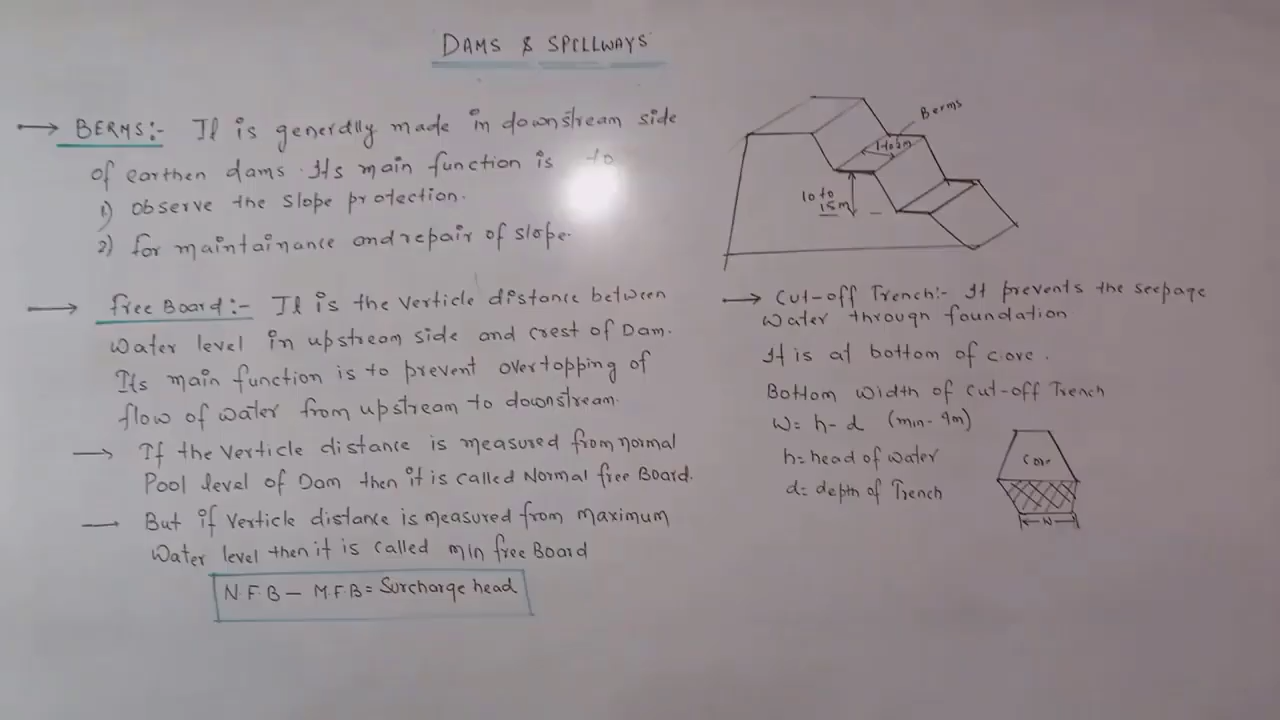 DAMS & SPILLWAYS
→ BERMS:- It is generally made in downstream side
of earthen dams. Its main function is to
1) observe the slope protection.
2) for maintainance and repair of slope.
→ free Board:- It is the verticle distance between
water level in upstream side and crest of Dam.
Its main function is to prevent overtopping of
flow of water from upstream to downstream.
→ If the verticle distance is measured from normal
Pool level of Dam then it is called Normal free Board.
— But if verticle distance is measured from maximum
water level then it is called min free Board
N.F.B — M.F.B = Surcharge head
Berms
10 to
15m
→ Cut-off Trench:- It prevents the seepage
water through foundation
It is at bottom of core.
Bottom width of cut-off Trench
W = h-d (min-4m)
h = head of water
d = depth of Trench
Core
W